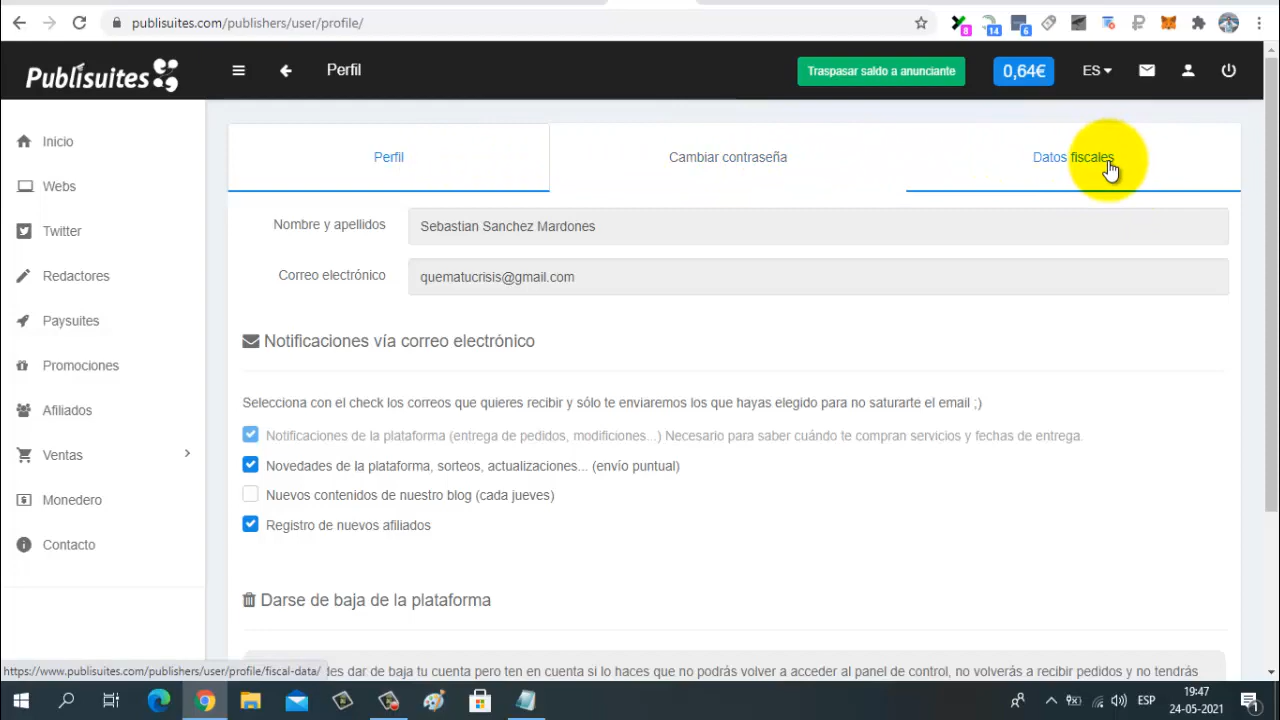 publisuites.com/publishers/user/profile/
8
14
6
Publisuites
Perfil
Traspasar saldo a anunciante
0,64€
ES
Inicio
Webs
Twitter
Redactores
Paysuites
Promociones
Afiliados
Ventas
Monedero
Contacto
Perfil
Cambiar contraseña
Datos fiscales
Nombre y apellidos
Sebastian Sanchez Mardones
Correo electrónico
quematucrisis@gmail.com
Notificaciones vía correo electrónico
Selecciona con el check los correos que quieres recibir y sólo te enviaremos los que hayas elegido para no saturarte el email ;)
Notificaciones de la plataforma (entrega de pedidos, modificiones...) Necesario para saber cuándo te compran servicios y fechas de entrega.
Novedades de la plataforma, sorteos, actualizaciones... (envío puntual)
Nuevos contenidos de nuestro blog (cada jueves)
Registro de nuevos afiliados
Darse de baja de la plataforma
des dar de baja tu cuenta pero ten en cuenta si lo haces que no podrás volver a acceder al panel de control, no volverás a recibir pedidos y no tendrás
https://www.publisuites.com/publishers/user/profile/fiscal-data/
ESP
19:47
24-05-2021
1